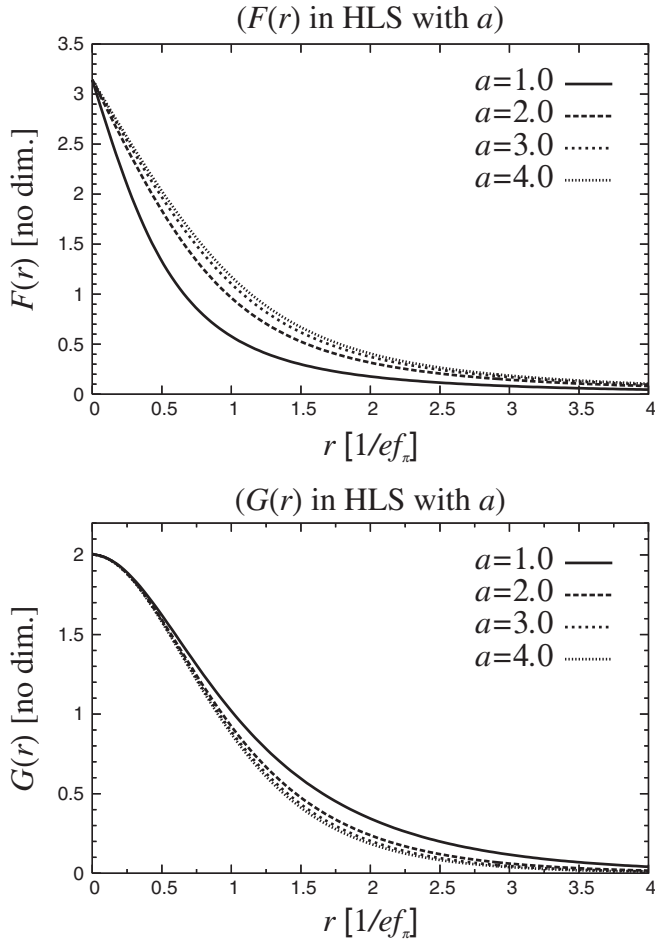 (F(r) in HLS with a)
3.5
3
2.5
2
1.5
1
0.5
0
F(r) [no dim.]
a=1.0
a=2.0
a=3.0
a=4.0
0 0.5 1 1.5 2 2.5 3 3.5 4
r [1/ef_π]
(G(r) in HLS with a)
2
1.5
1
0.5
0
G(r) [no dim.]
a=1.0
a=2.0
a=3.0
a=4.0
0 0.5 1 1.5 2 2.5 3 3.5 4
r [1/ef_π]